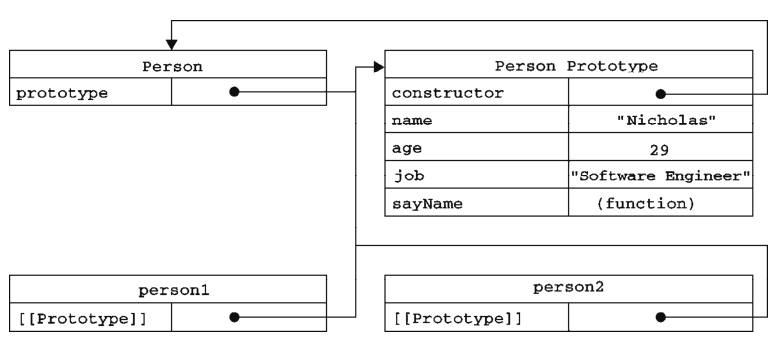 Person
prototype
Person Prototype
constructor
name "Nicholas"
age 29
job "Software Engineer"
sayName (function)
person1
[[Prototype]]
person2
[[Prototype]]